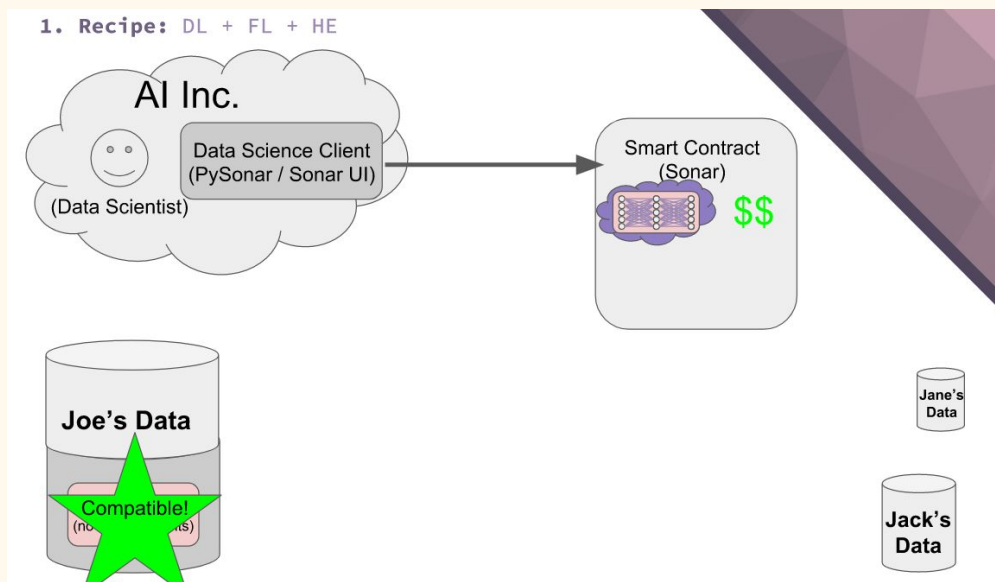 1. Recipe: DL + FL + HE
AI Inc.
Data Science Client
(PySonar / Sonar UI)
(Data Scientist)
Smart Contract
(Sonar)
$$
Joe's Data
Compatible!
Jane's
Data
Jack's
Data